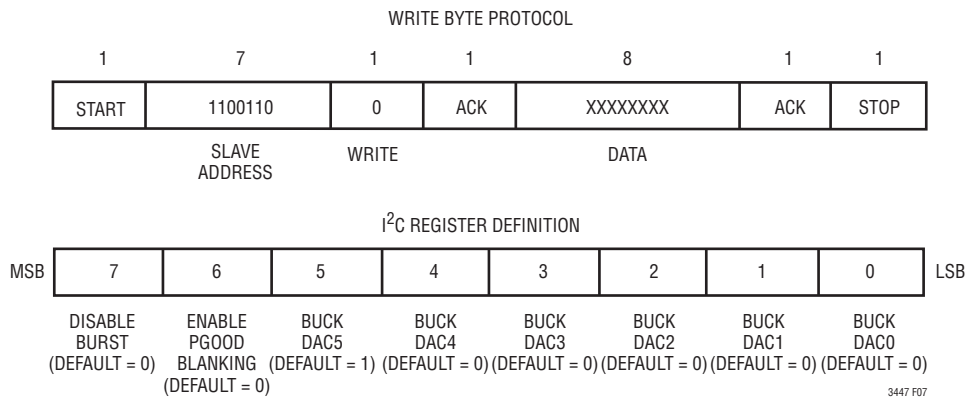 WRITE BYTE PROTOCOL
1 7 1 1 8 1 1
START 1100110 0 ACK XXXXXXXX ACK STOP
SLAVE ADDRESS WRITE DATA
I²C REGISTER DEFINITION
MSB 7 6 5 4 3 2 1 0 LSB
DISABLE ENABLE BUCK BUCK BUCK BUCK BUCK BUCK
BURST PGOOD DAC5 DAC4 DAC3 DAC2 DAC1 DAC0
(DEFAULT = 0) BLANKING (DEFAULT = 1) (DEFAULT = 0) (DEFAULT = 0) (DEFAULT = 0) (DEFAULT = 0) (DEFAULT = 0)
(DEFAULT = 0)
3447 F07